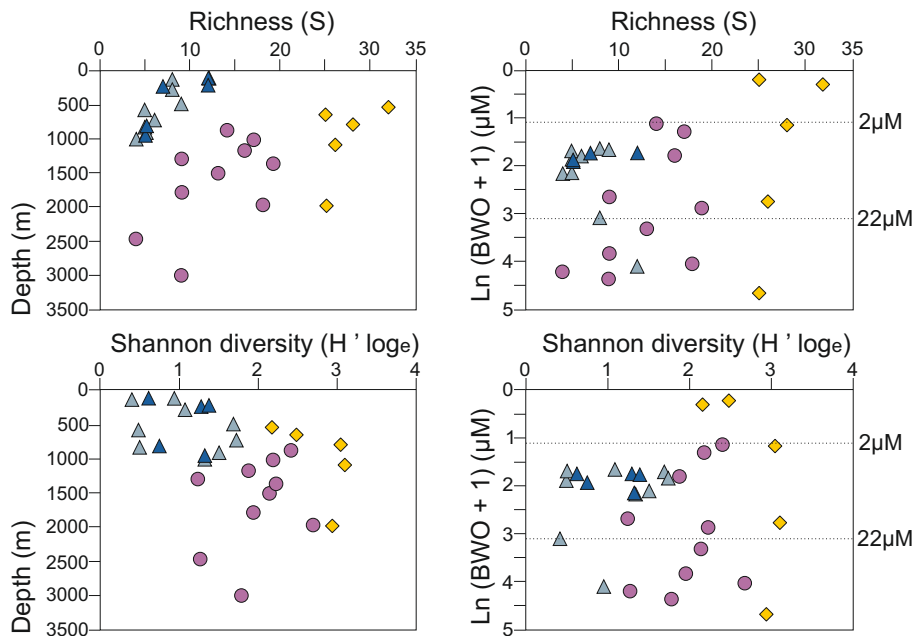 Richness (S)
0 10 20 30 35
0
500
1000
1500
2000
2500
3000
3500
Depth (m)
Richness (S)
0 10 20 30 35
0
1
2
3
4
5
Ln (BWO + 1) (µM)
2µM
22µM
Shannon diversity (H ' loge)
0 1 2 3 4
0
500
1000
1500
2000
2500
3000
3500
Depth (m)
Shannon diversity (H ' loge)
0 1 2 3 4
0
1
2
3
4
5
Ln (BWO + 1) (µM)
2µM
22µM